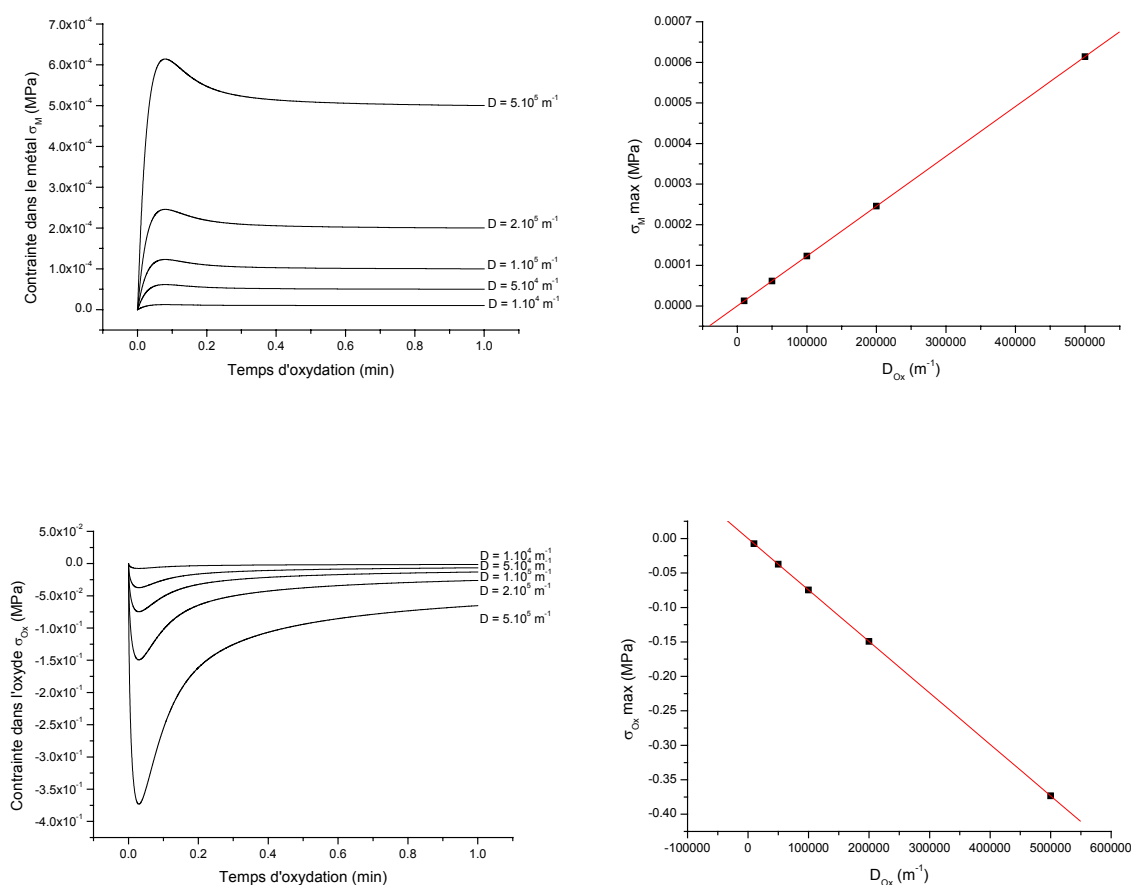 7.0x10⁻⁴
6.0x10⁻⁴
5.0x10⁻⁴
4.0x10⁻⁴
3.0x10⁻⁴
2.0x10⁻⁴
1.0x10⁻⁴
0.0
Contrainte dans le métal σ_M (MPa)
D = 5.10⁵ m⁻¹
D = 2.10⁵ m⁻¹
D = 1.10⁵ m⁻¹
D = 5.10⁴ m⁻¹
D = 1.10⁴ m⁻¹
0.0 0.2 0.4 0.6 0.8 1.0
Temps d'oxydation (min)
0.0007
0.0006
0.0005
0.0004
0.0003
0.0002
0.0001
0.0000
σ_M max (MPa)
0 100000 200000 300000 400000 500000
D_Ox (m⁻¹)
5.0x10⁻²
0.0
-5.0x10⁻²
-1.0x10⁻¹
-1.5x10⁻¹
-2.0x10⁻¹
-2.5x10⁻¹
-3.0x10⁻¹
-3.5x10⁻¹
-4.0x10⁻¹
Contrainte dans l'oxyde σ_Ox (MPa)
D = 1.10⁴ m⁻¹
D = 5.10⁴ m⁻¹
D = 1.10⁵ m⁻¹
D = 2.10⁵ m⁻¹
D = 5.10⁵ m⁻¹
0.0 0.2 0.4 0.6 0.8 1.0
Temps d'oxydation (min)
0.00
-0.05
-0.10
-0.15
-0.20
-0.25
-0.30
-0.35
-0.40
σ_Ox max (MPa)
-100000 0 100000 200000 300000 400000 500000 600000
D_Ox (m⁻¹)